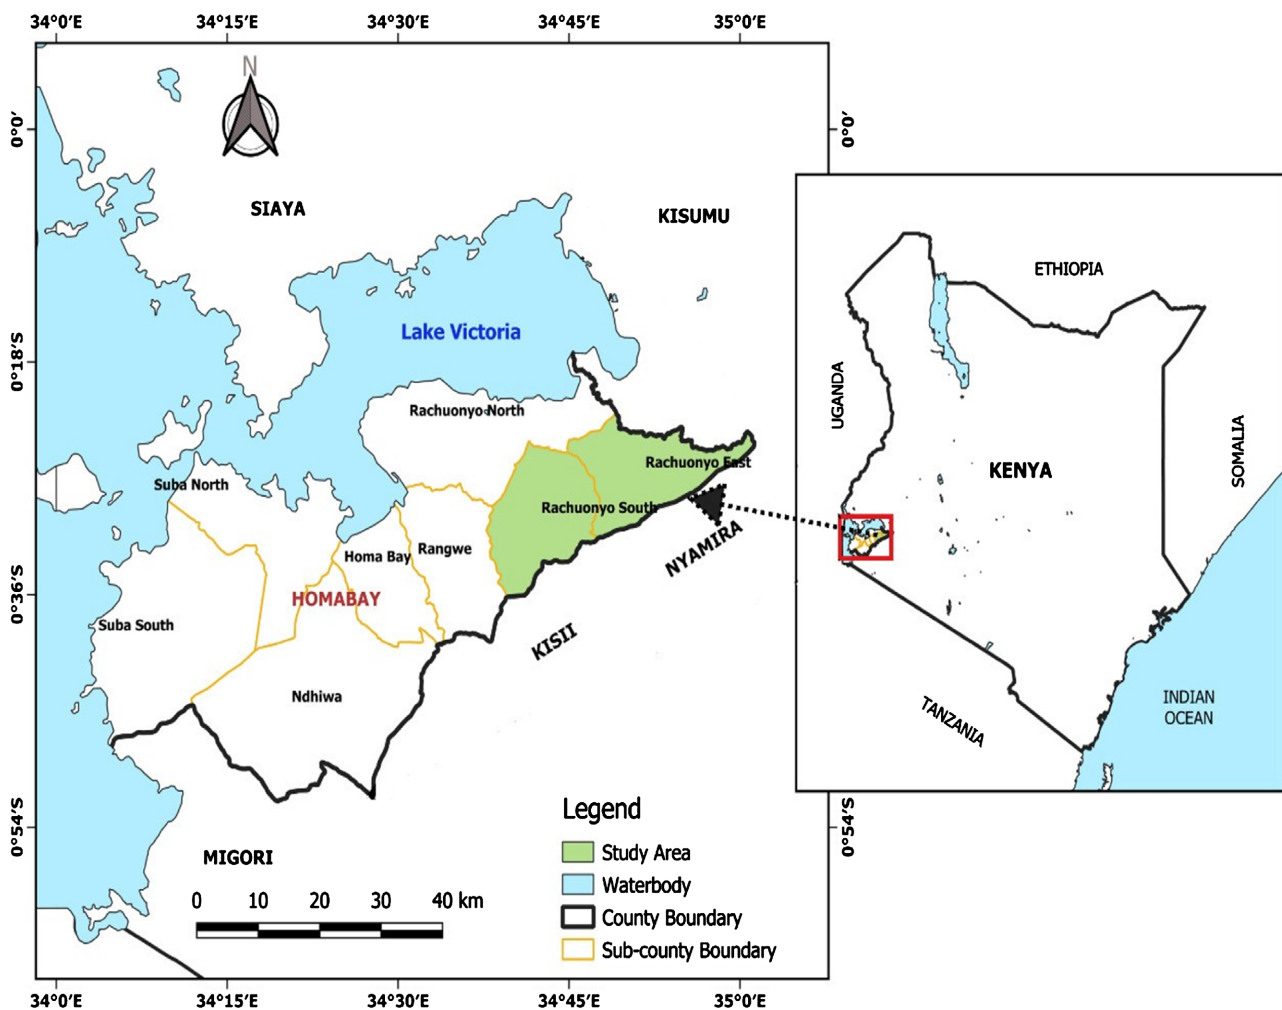 34°0′E 34°15′E 34°30′E 34°45′E 35°0′E
N
0°0′ 0°0′
SIAYA
KISUMU
ETHIOPIA
Lake Victoria
0°18′S
UGANDA
Rachuonyo North
SOMALIA
Rachuonyo East
KENYA
Suba North
Rachuonyo South
NYAMIRA
Homa Bay
Rangwe
0°36′S
HOMABAY
Suba South
KISII
Ndhiwa
INDIAN
OCEAN
TANZANIA
Legend
0°54′S 0°54′S
Study Area
MIGORI
Waterbody
0 10 20 30 40 km
County Boundary
Sub-county Boundary
34°0′E 34°15′E 34°30′E 34°45′E 35°0′E